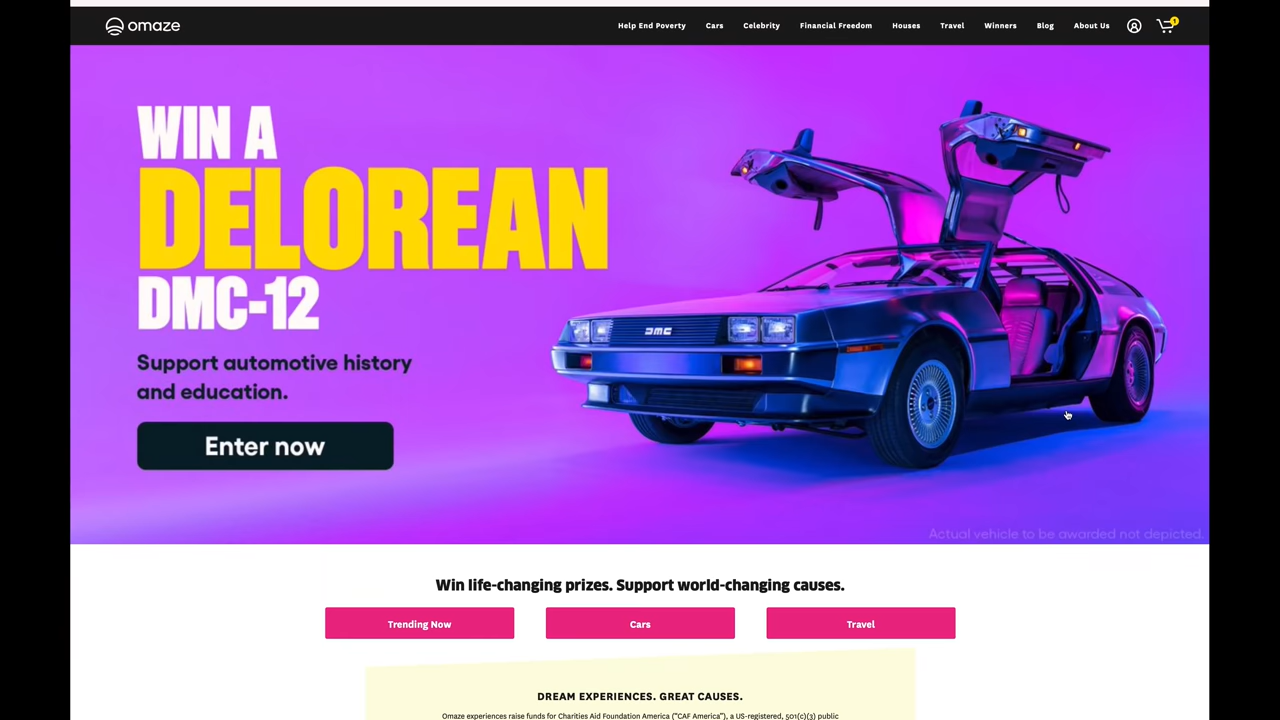 omaze
Help End Poverty Cars Celebrity Financial Freedom Houses Travel Winners Blog About Us 1
WIN A
DELOREAN
DMC-12
Support automotive history
and education.
Enter now
DMC
Actual vehicle to be awarded not depicted.
Win life-changing prizes. Support world-changing causes.
Trending Now Cars Travel
DREAM EXPERIENCES. GREAT CAUSES.
Omaze experiences raise funds for Charities Aid Foundation America ("CAF America"), a US-registered, 501(c)(3) public